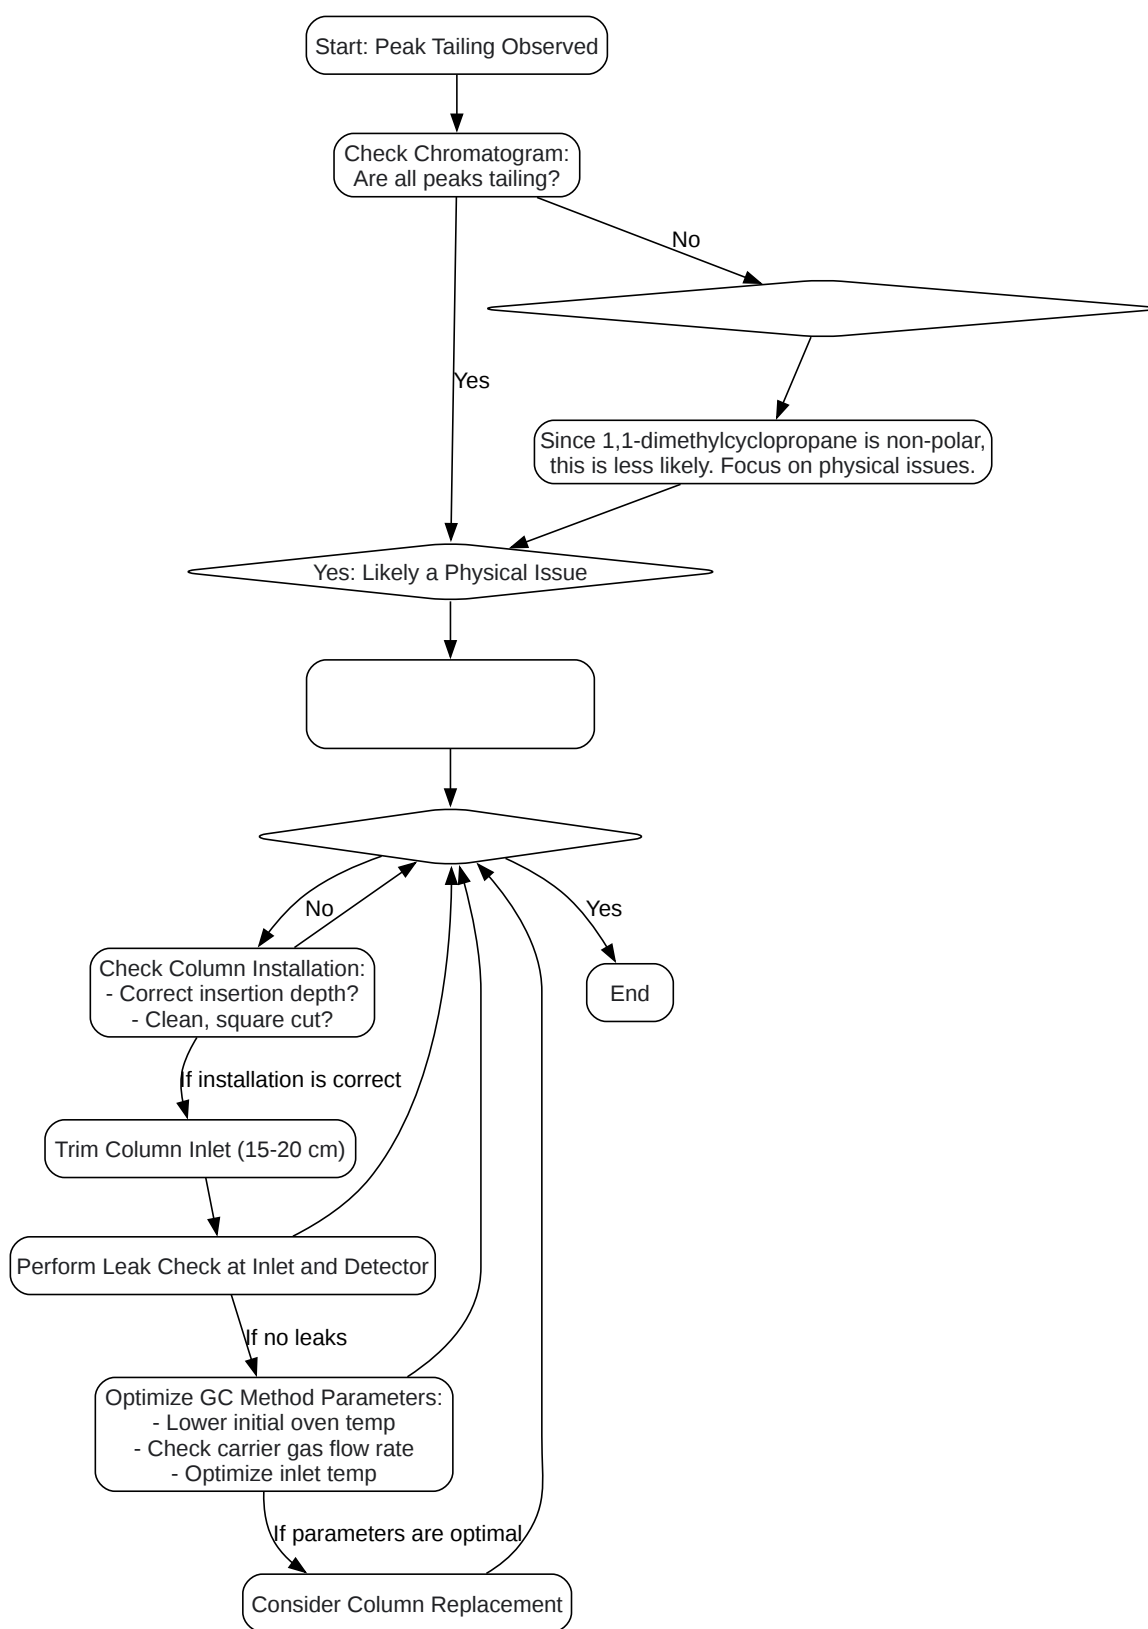 Start: Peak Tailing Observed
Check Chromatogram:
Are all peaks tailing?
No
Yes
Since 1,1-dimethylcyclopropane is non-polar,
this is less likely. Focus on physical issues.
Yes: Likely a Physical Issue
No
Yes
Check Column Installation:
- Correct insertion depth?
- Clean, square cut?
End
If installation is correct
Trim Column Inlet (15-20 cm)
Perform Leak Check at Inlet and Detector
If no leaks
Optimize GC Method Parameters:
- Lower initial oven temp
- Check carrier gas flow rate
- Optimize inlet temp
If parameters are optimal
Consider Column Replacement